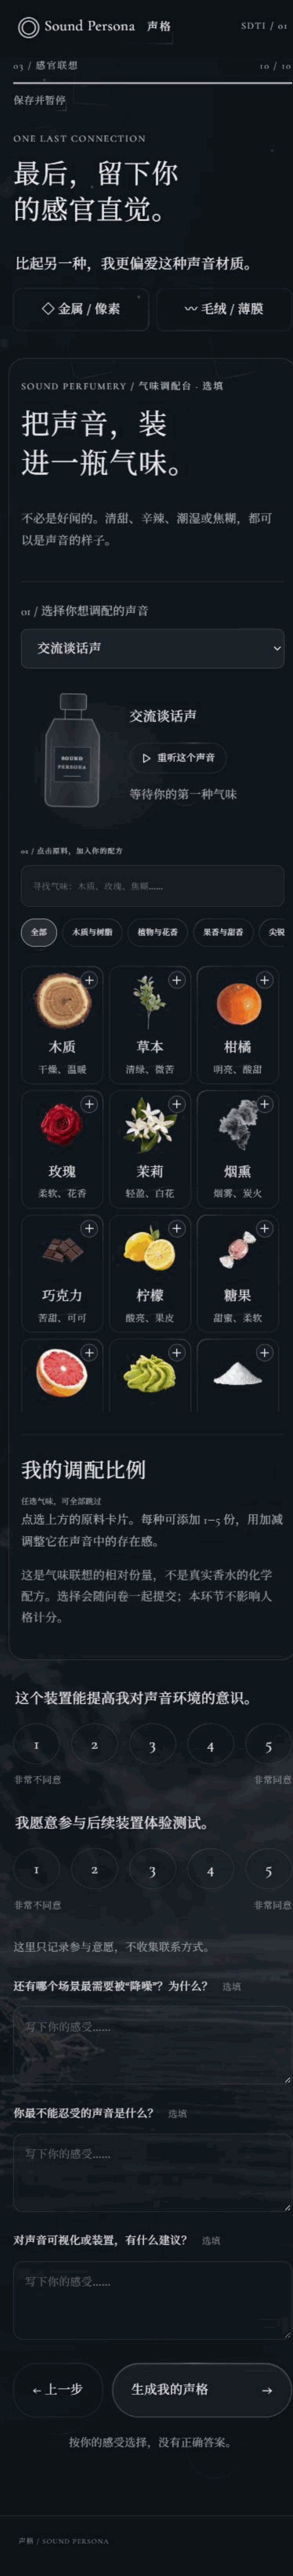 Sound Persona 声格
SDTI / 01
03 / 感官联想
10 / 10
保存并暂停
ONE LAST CONNECTION
最后，留下你
的感官直觉。
比起另一种，我更偏爱这种声音材质。
金属 / 像素
毛绒 / 薄膜
SOUND PERFUMERY / 气味调配台 · 选填
把声音，装
进一瓶气味。
不必是好闻的。清甜、辛辣、潮湿或焦糊，都可
以是声音的样子。
01 / 选择你想调配的声音
交流谈话声
SOUND
PERSONA
交流谈话声
重听这个声音
等待你的第一种气味
02 / 点击原料，加入你的配方
寻找气味：木质，玫瑰，焦糊……
全部
木质与树脂
植物与花香
果香与甜香
尖锐
木质
草本
柑橘
干燥、温暖
清绿、微苦
明亮、酸甜
玫瑰
茉莉
烟熏
柔软、花香
轻盈、白花
烟雾、炭火
巧克力
柠檬
糖果
苦甜、可可
酸亮、果皮
甜蜜、柔软
我的调配比例
任选气味，可全部跳过
点选上方的原料卡片。每种可添加 1–5 份，用加减
调整它在声音中的存在感。
这是气味联想的相对份量，不是真实香水的化学
配方。选择会随问卷一起提交；本环节不影响人
格计分。
这个装置能提高我对声音环境的意识。
1
2
3
4
5
非常不同意
非常同意
我愿意参与后续装置体验测试。
1
2
3
4
5
非常不同意
非常同意
这里只记录参与意愿，不收集联系方式。
还有哪个场景最需要被“降噪”？为什么？ 选填
写下你的感受……
你最不能忍受的声音是什么？ 选填
写下你的感受……
对声音可视化或装置，有什么建议？ 选填
写下你的感受……
← 上一步
生成我的声格 →
按你的感受选择，没有正确答案。
声格 / SOUND PERSONA